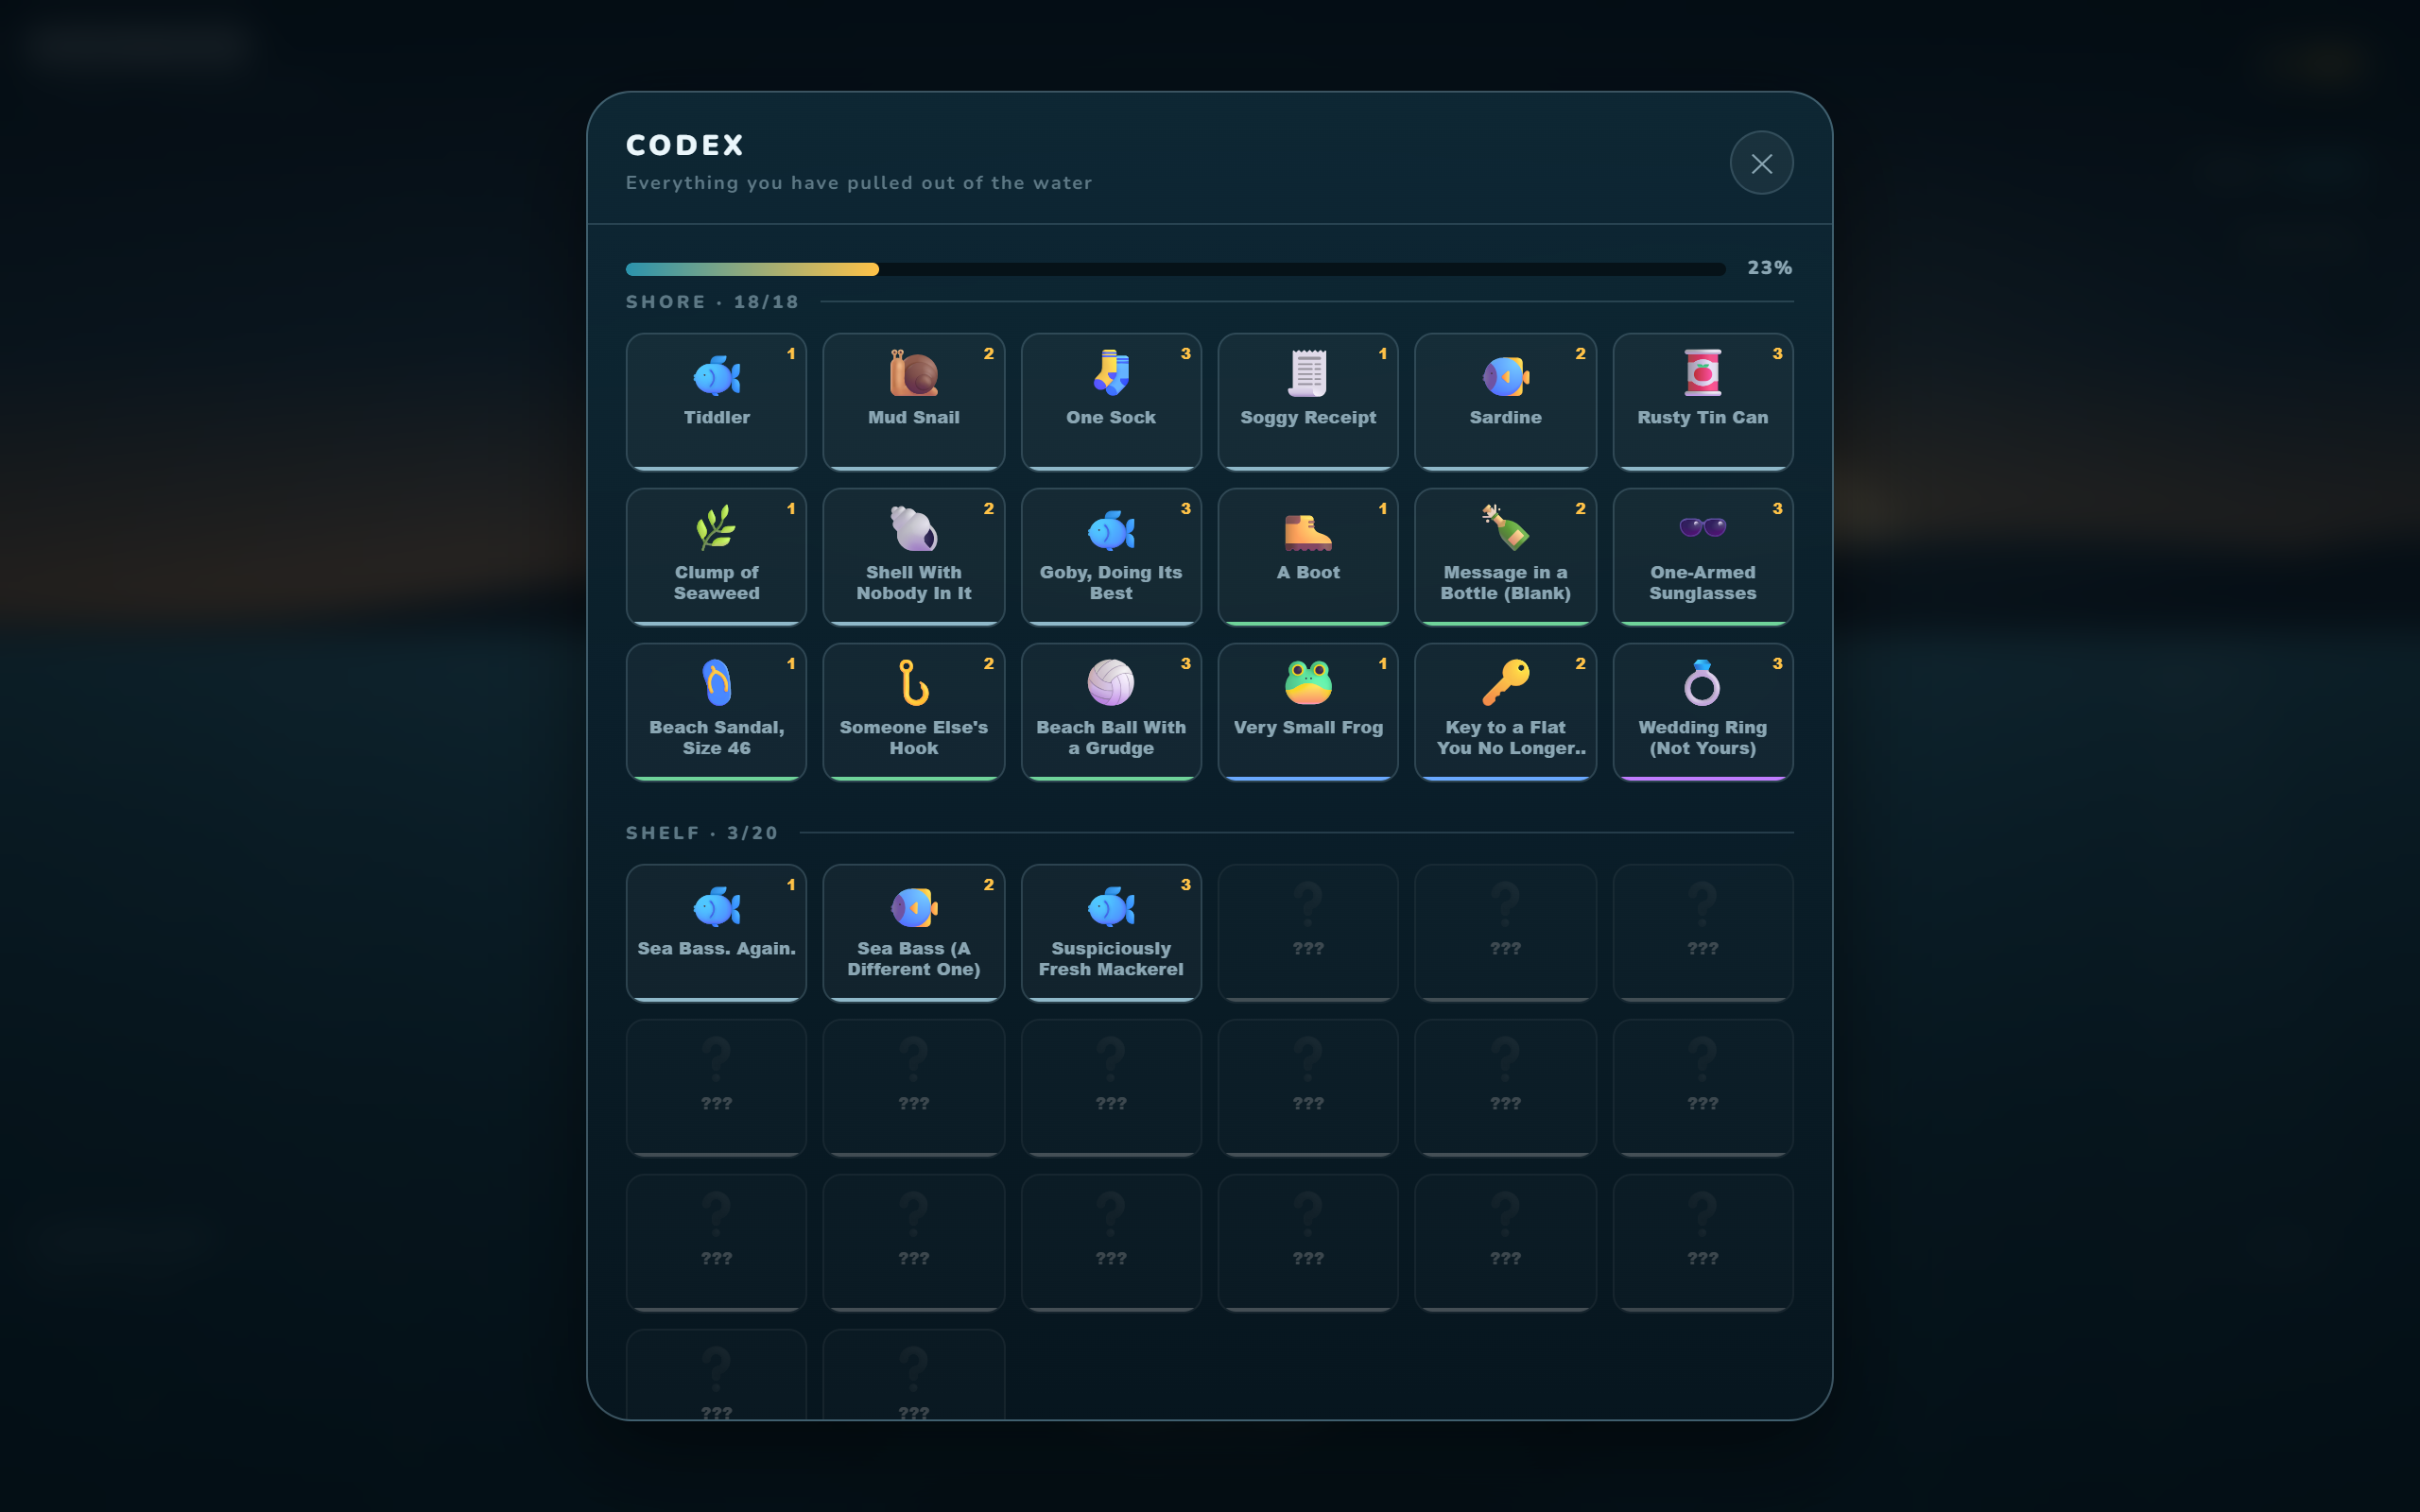 CODEX
Everything you have pulled out of the water
23%
SHORE · 18/18
1
Tiddler
2
Mud Snail
3
One Sock
1
Soggy Receipt
2
Sardine
3
Rusty Tin Can
1
Clump of
Seaweed
2
Shell With
Nobody In It
3
Goby, Doing Its
Best
1
A Boot
2
Message in a
Bottle (Blank)
3
One-Armed
Sunglasses
1
Beach Sandal,
Size 46
2
Someone Else's
Hook
3
Beach Ball With
a Grudge
1
Very Small Frog
2
Key to a Flat
You No Longer..
3
Wedding Ring
(Not Yours)
SHELF · 3/20
1
Sea Bass. Again.
2
Sea Bass (A
Different One)
3
Suspiciously
Fresh Mackerel
?
???
?
???
?
???
?
???
?
???
?
???
?
???
?
???
?
???
?
???
?
???
?
???
?
???
?
???
?
???
?
???
?
???